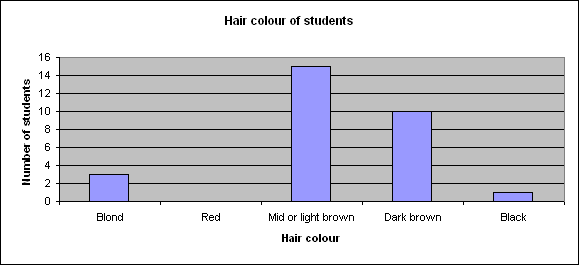 Hair colour of students
Number of students
16
14
12
10
8
6
4
2
0
Blond Red Mid or light brown Dark brown Black
Hair colour